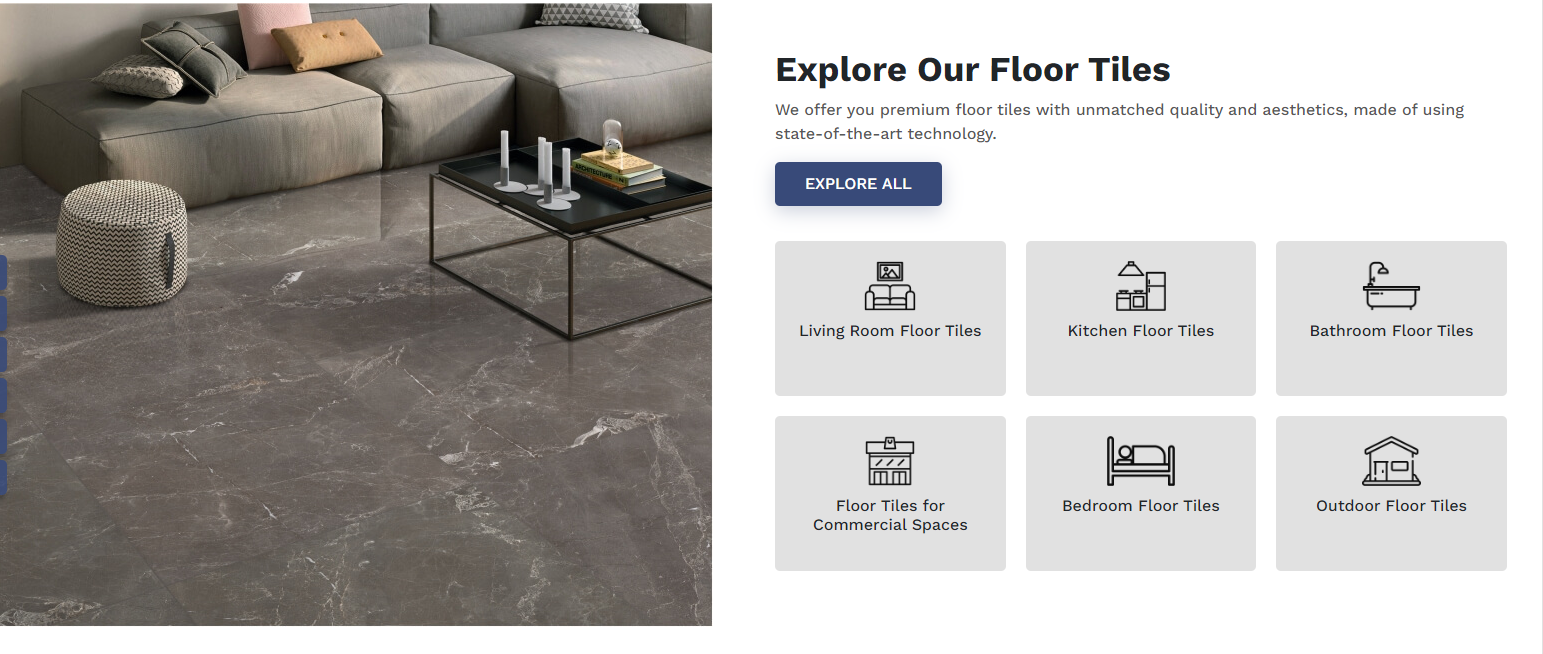 ARCHITECTURE
Explore Our Floor Tiles
We offer you premium floor tiles with unmatched quality and aesthetics, made of using
state-of-the-art technology.
EXPLORE ALL
Living Room Floor Tiles
Kitchen Floor Tiles
Bathroom Floor Tiles
Floor Tiles for
Commercial Spaces
Bedroom Floor Tiles
Outdoor Floor Tiles